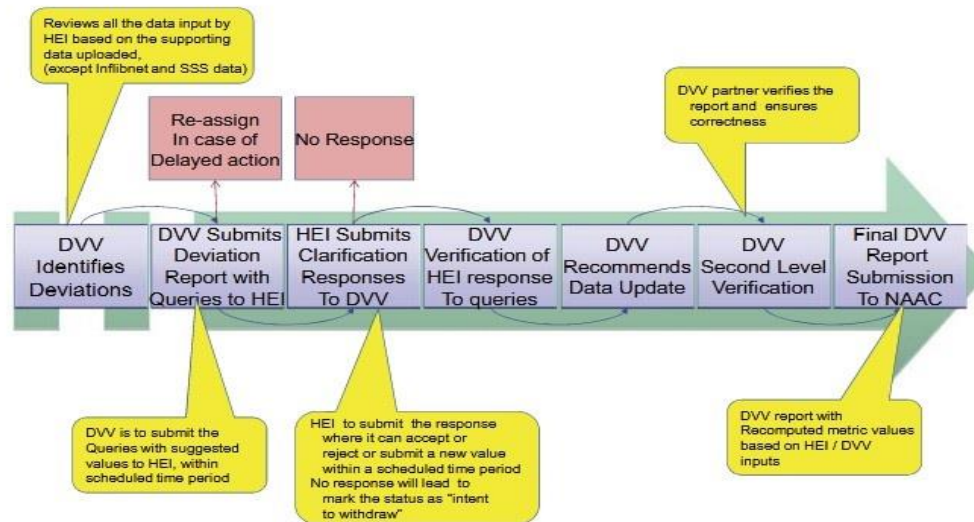 Reviews all the data input by
HEI based on the supporting
data uploaded,
(except Inflibnet and SSS data)
Re-assign
In case of
Delayed action
No Response
DVV partner verifies the
report and ensures
correctness
DVV
Identifies
Deviations
DVV Submits
Deviation
Report with
Queries to HEI
HEI Submits
Clarification
Responses
To DVV
DVV
Verification of
HEI response
To queries
DVV
Recommends
Data Update
DVV
Second Level
Verification
Final DVV
Report
Submission
To NAAC
DVV is to submit the
Queries with suggested
values to HEI, within
scheduled time period
HEI to submit the response
where it can accept or
reject or submit a new value
within a scheduled time period
No response will lead to
mark the status as "intent
to withdraw"
DVV report with
Recomputed metric values
based on HEI / DVV
inputs